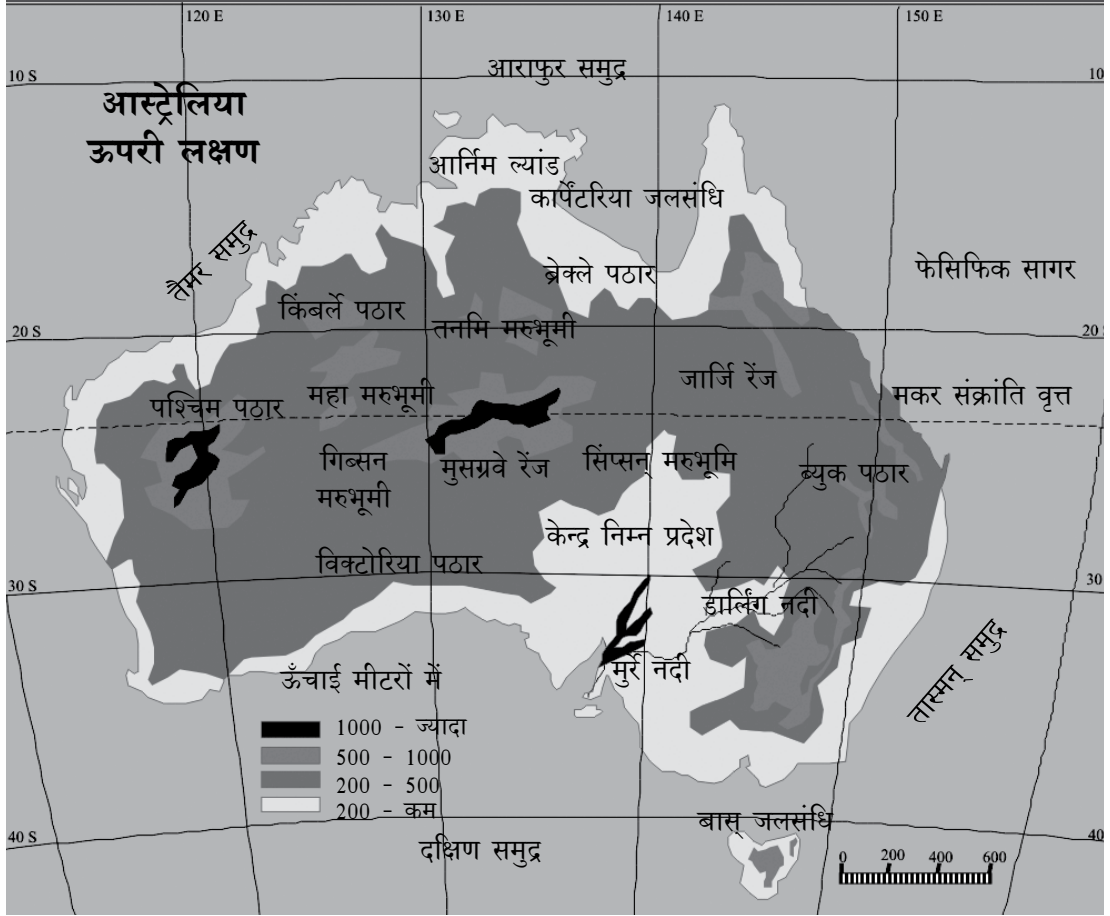 120 E
130 E
140 E
150 E
10 S
आराफुर समुद्र
10
आस्ट्रेलिया
ऊपरी लक्षण
आर्निम ल्यांड
कार्पेंटरिया जलसंधि
तैमर समुद्र
ब्रेक्ले पठार
फेसिफिक सागर
किंबर्ले पठार
तनमि मरुभूमी
20 S
20 S
जार्जि रेंज
महा मरुभूमी
मकर संक्रांति वृत्त
पश्चिम पठार
गिब्सन
मरुभूमी
मुसग्रवे रेंज
सिंप्सन् मरुभूमि
ब्युक पठार
केन्द्र निम्न प्रदेश
विक्टोरिया पठार
30 S
30
डार्लिंग नदी
मुर्रे नदी
तास्मन् समुद्र
ऊँचाई मीटरों में
1000 - ज्यादा
500 - 1000
200 - 500
200 - कम
40 S
40
बास् जलसंधि
दक्षिण समुद्र
0 200 400 600